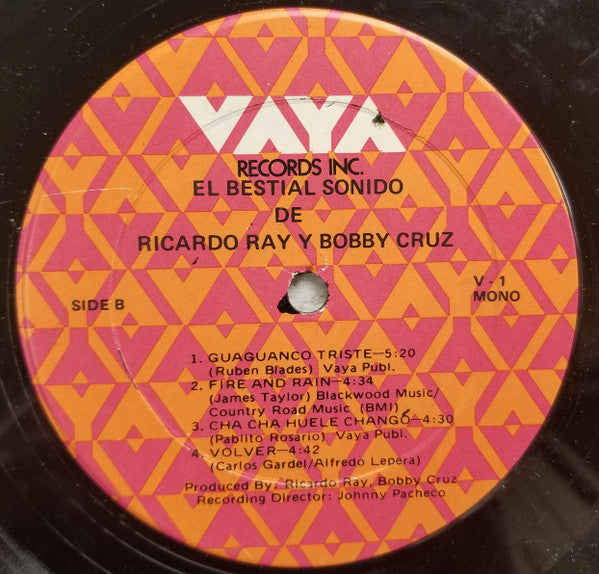 VAYA
RECORDS INC.
EL BESTIAL SONIDO
DE
RICARDO RAY Y BOBBY CRUZ
SIDE B
V - 1
MONO
1. GUAGUANCO TRISTE—5:20
(Ruben Blades) Vaya Publ.
2. FIRE AND RAIN—4:34
(James Taylor) Blackwood Music/
Country Road Music (BMI)
3. CHA CHA HUELE CHANGÓ—4:30
(Pablito Rosario) Vaya Publ.
4. VOLVER—4:42
(Carlos Gardel/Alfredo Lepera)
Produced By: Ricardo Ray, Bobby Cruz
Recording Director: Johnny Pacheco